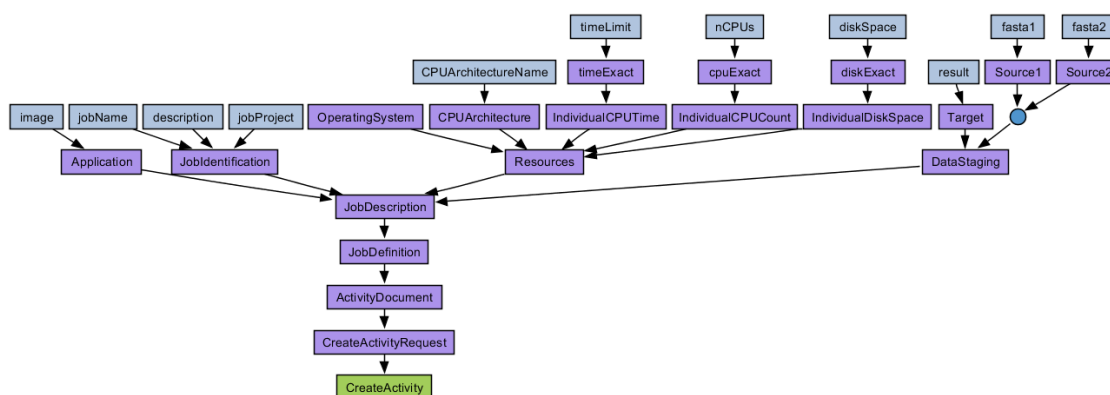 timeLimit nCPUs diskSpace fasta1 fasta2
CPUArchitectureName timeExact cpuExact diskExact result Source1 Source2
image jobName description jobProject OperatingSystem CPUArchitecture IndividualCPUTime IndividualCPUCount IndividualDiskSpace Target
Application JobIdentification Resources DataStaging
JobDescription
JobDefinition
ActivityDocument
CreateActivityRequest
CreateActivity